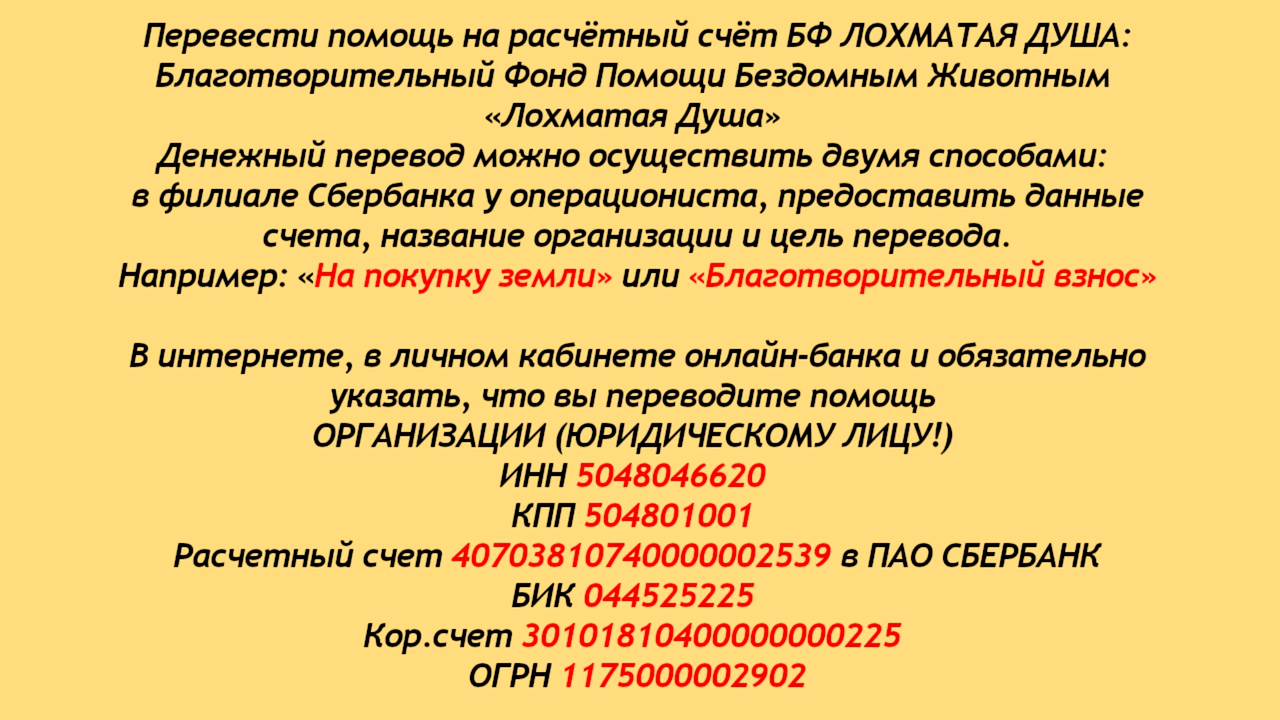 Перевести помощь на расчётный счёт БФ ЛОХМАТАЯ ДУША:
Благотворительный Фонд Помощи Бездомным Животным
«Лохматая Душа»
Денежный перевод можно осуществить двумя способами:
в филиале Сбербанка у операциониста, предоставить данные
счета, название организации и цель перевода.
Например: «На покупку земли» или «Благотворительный взнос»
В интернете, в личном кабинете онлайн-банка и обязательно
указать, что вы переводите помощь
ОРГАНИЗАЦИИ (ЮРИДИЧЕСКОМУ ЛИЦУ!)
ИНН 5048046620
КПП 504801001
Расчетный счет 40703810740000002539 в ПАО СБЕРБАНК
БИК 044525225
Кор.счет 30101810400000000225
ОГРН 1175000002902